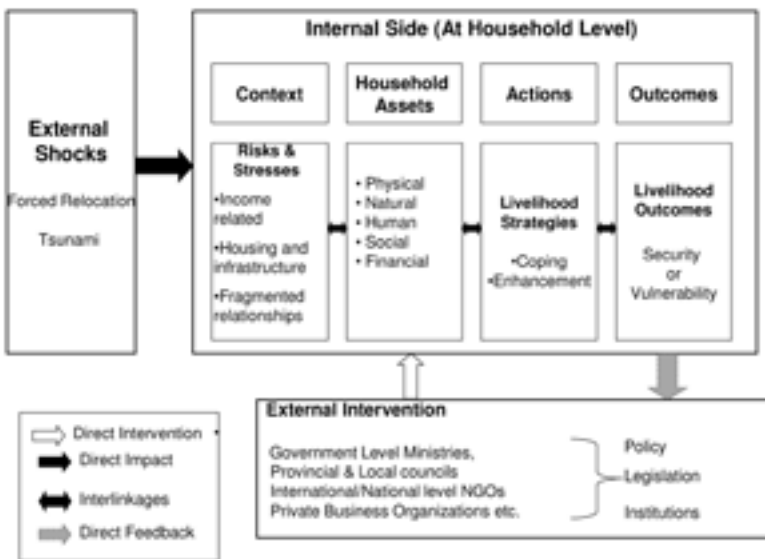 External
Shocks
Forced Relocation
Tsunami
Internal Side (At Household Level)
Context
Household
Assets
Actions
Outcomes
Risks &
Stresses
•Income
related
•Housing and
infrastructure
•Fragmented
relationships
• Physical
• Natural
• Human
• Social
• Financial
Livelihood
Strategies
•Coping
•Enhancement
Livelihood
Outcomes
Security
or
Vulnerability
Direct Intervention
Direct Impact
Interlinkages
Direct Feedback
External Intervention
Government Level Ministries,
Provincial & Local councils
International/National level NGOs
Private Business Organizations etc.
Policy
Legislation
Institutions